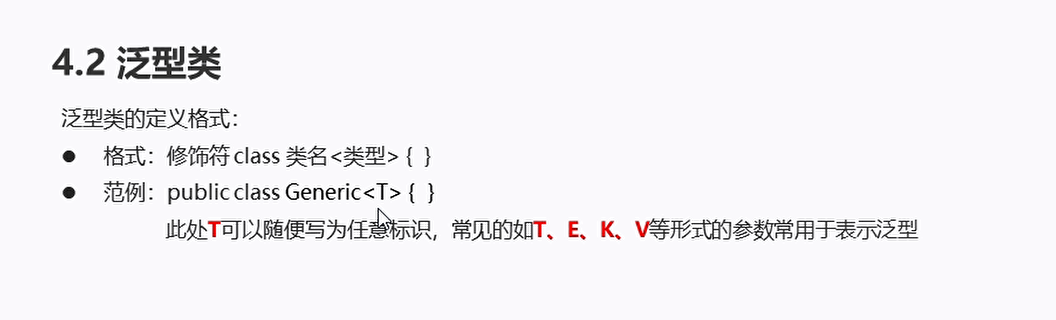 4.2 泛型类
泛型类的定义格式：
● 格式：修饰符 class 类名<类型> { }
● 范例：public class Generic<T> { }
此处T可以随便写为任意标识，常见的如T、E、K、V等形式的参数常用于表示泛型